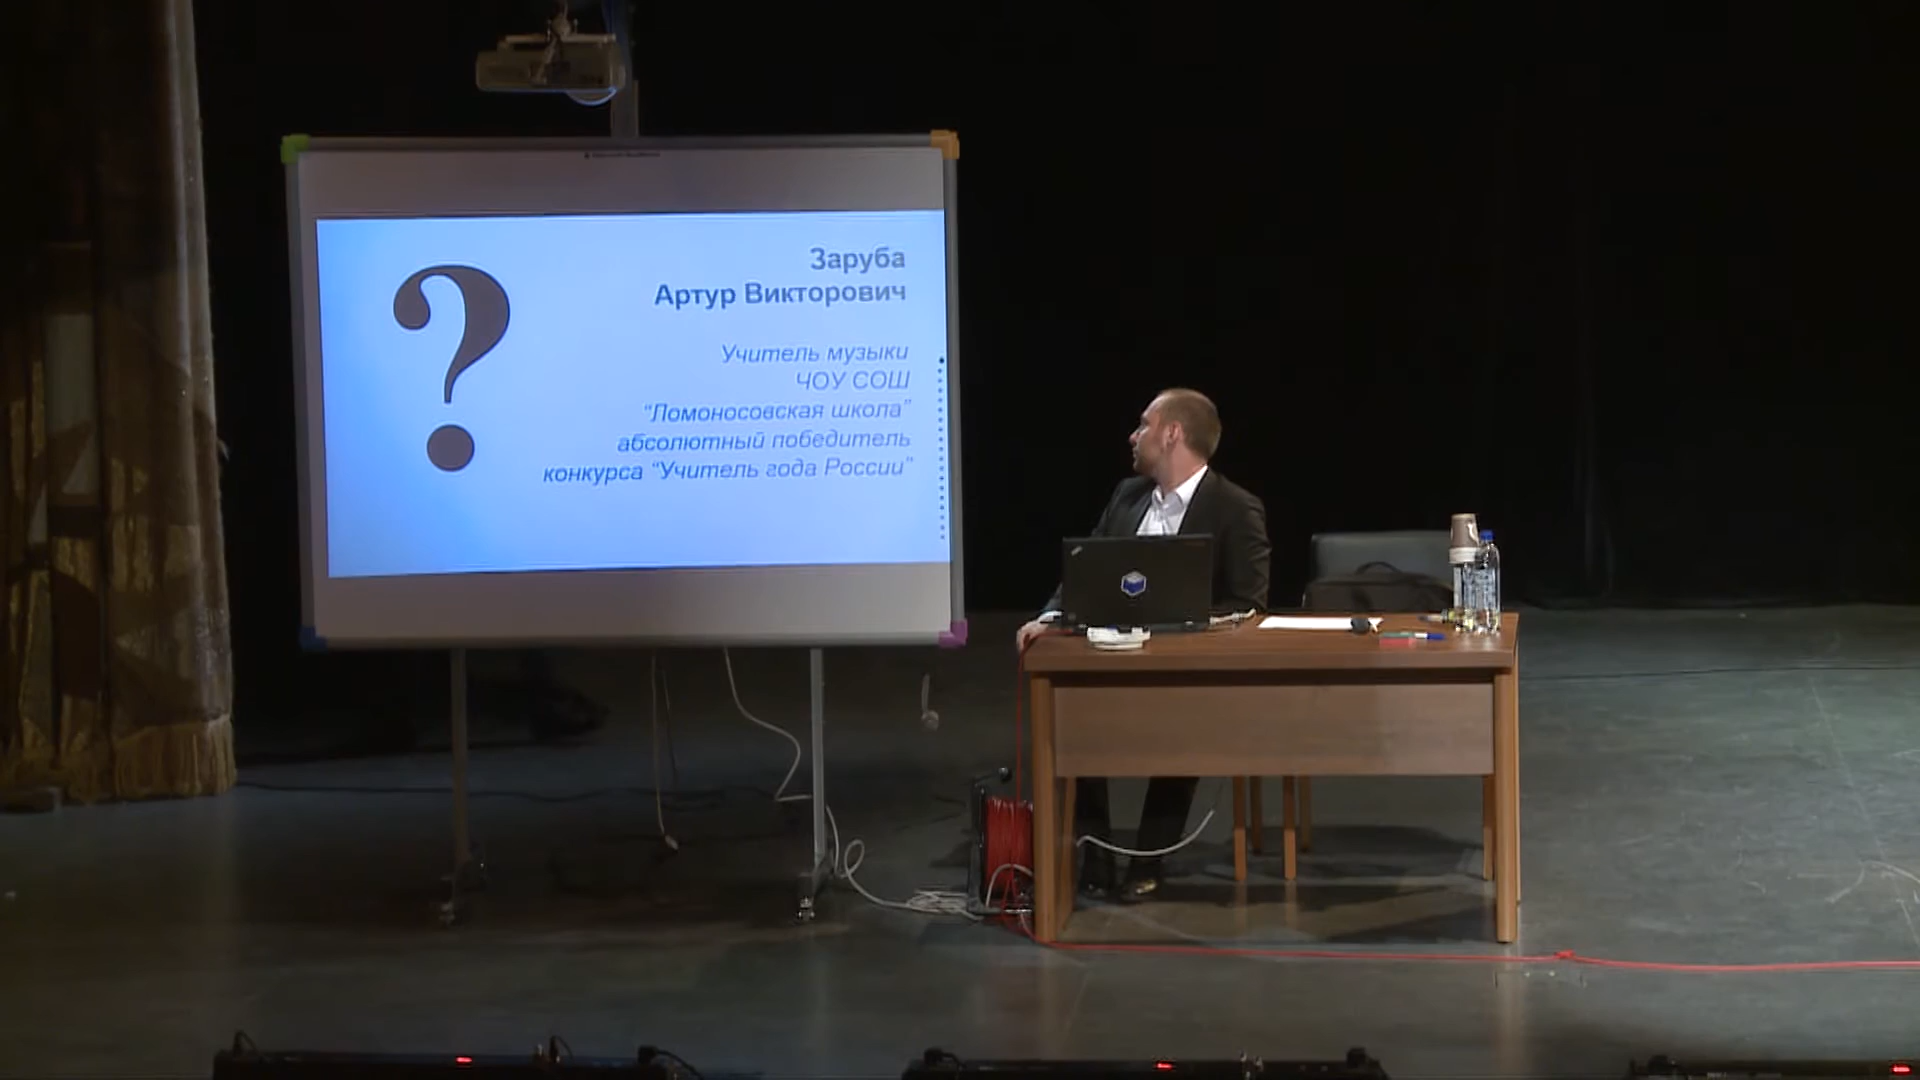 ?
Заруба
Артур Викторович
Учитель музыки
ЧОУ СОШ
“Ломоносовская школа”
абсолютный победитель
конкурса “Учитель года России”